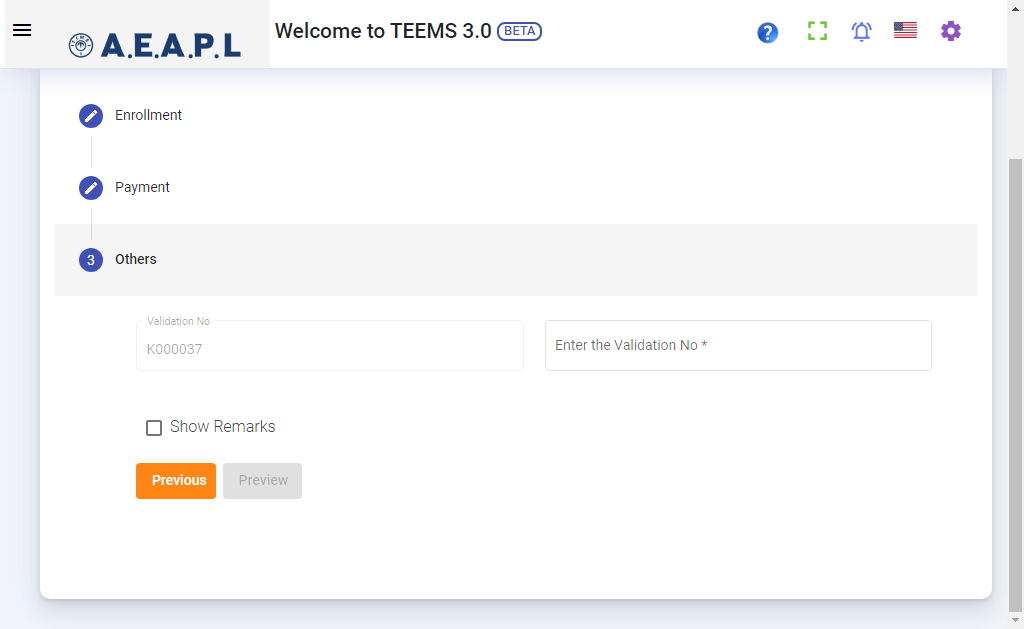 A.E.A.P.L
Welcome to TEEMS 3.0 BETA
?
Enrollment
Payment
3 Others
Validation No
K000037
Enter the Validation No *
Show Remarks
Previous Preview